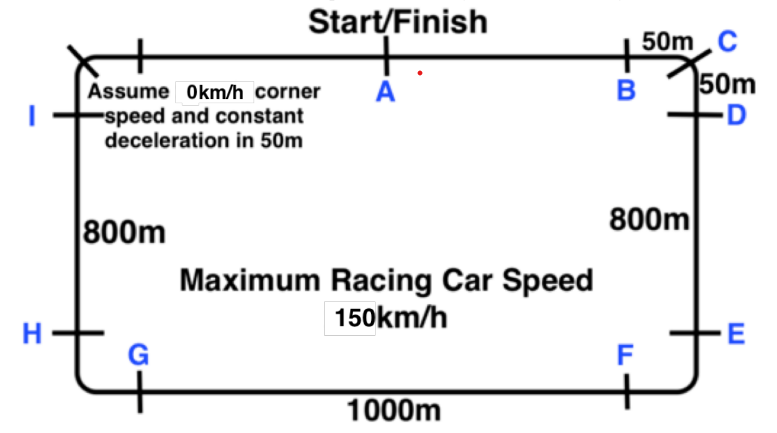 Start/Finish
50m
C
Assume 0km/h corner
A
B
50m
I
speed and constant
D
deceleration in 50m
800m
800m
Maximum Racing Car Speed
150km/h
H
E
G
F
1000m